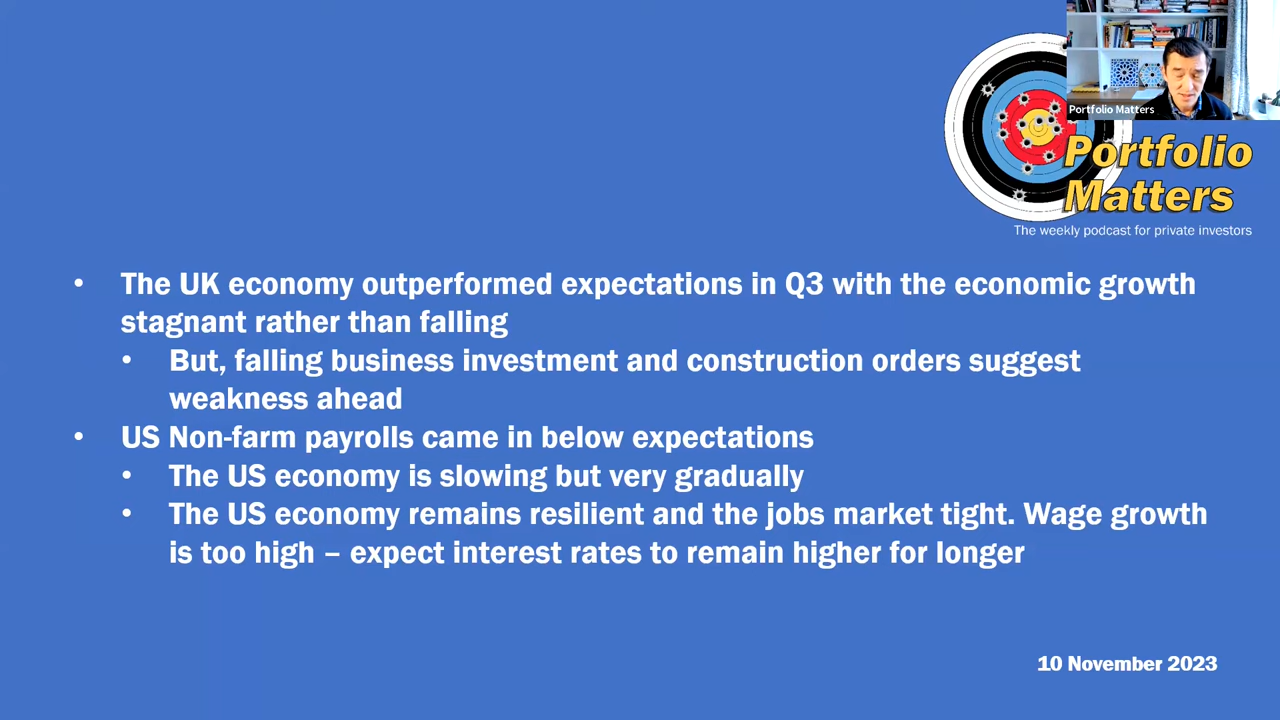 Portfolio Matters
Portfolio
Matters
The weekly podcast for private investors
• The UK economy outperformed expectations in Q3 with the economic growth
stagnant rather than falling
• But, falling business investment and construction orders suggest
weakness ahead
• US Non-farm payrolls came in below expectations
• The US economy is slowing but very gradually
• The US economy remains resilient and the jobs market tight. Wage growth
is too high – expect interest rates to remain higher for longer
10 November 2023